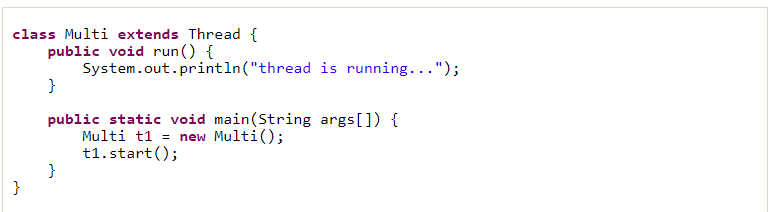 class Multi extends Thread {
    public void run() {
        System.out.println("thread is running...");
    }

    public static void main(String args[]) {
        Multi t1 = new Multi();
        t1.start();
    }
}